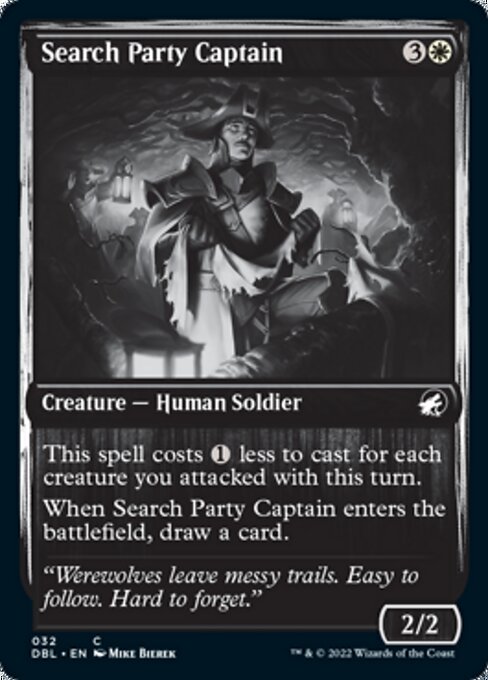 Search Party Captain 3
Creature — Human Soldier
This spell costs 1 less to cast for each
creature you attacked with this turn.
When Search Party Captain enters the
battlefield, draw a card.
“Werewolves leave messy trails. Easy to
follow. Hard to forget.”
2/2
032 C
DBL • EN Mike Bierek
™ & © 2022 Wizards of the Coast